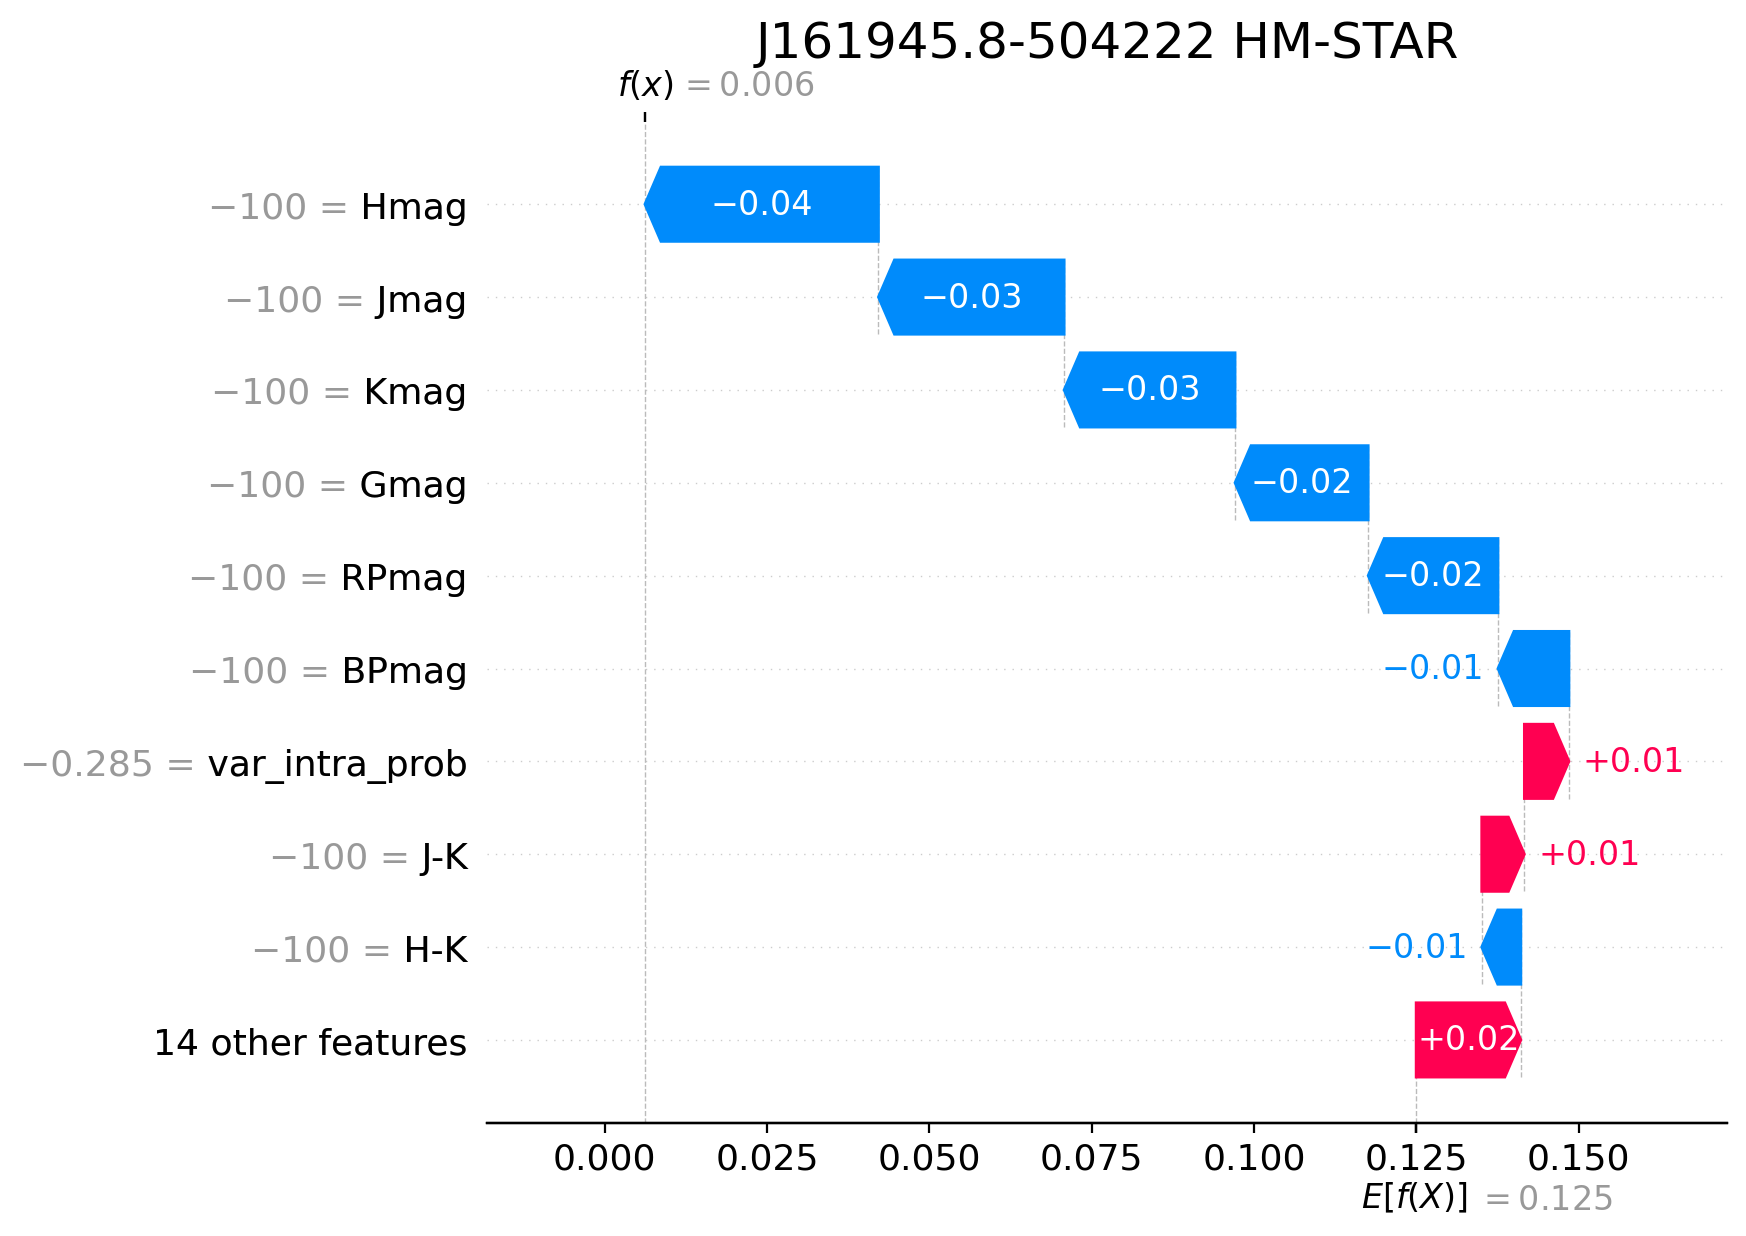 J161945.8-504222 HM-STAR
f(x) = 0.006
−100 = Hmag −0.04
−100 = Jmag −0.03
−100 = Kmag −0.03
−100 = Gmag −0.02
−100 = RPmag −0.02
−100 = BPmag −0.01
−0.285 = var_intra_prob +0.01
−100 = J-K +0.01
−100 = H-K −0.01
14 other features +0.02
0.000 0.025 0.050 0.075 0.100 0.125 0.150
E[f(X)] = 0.125